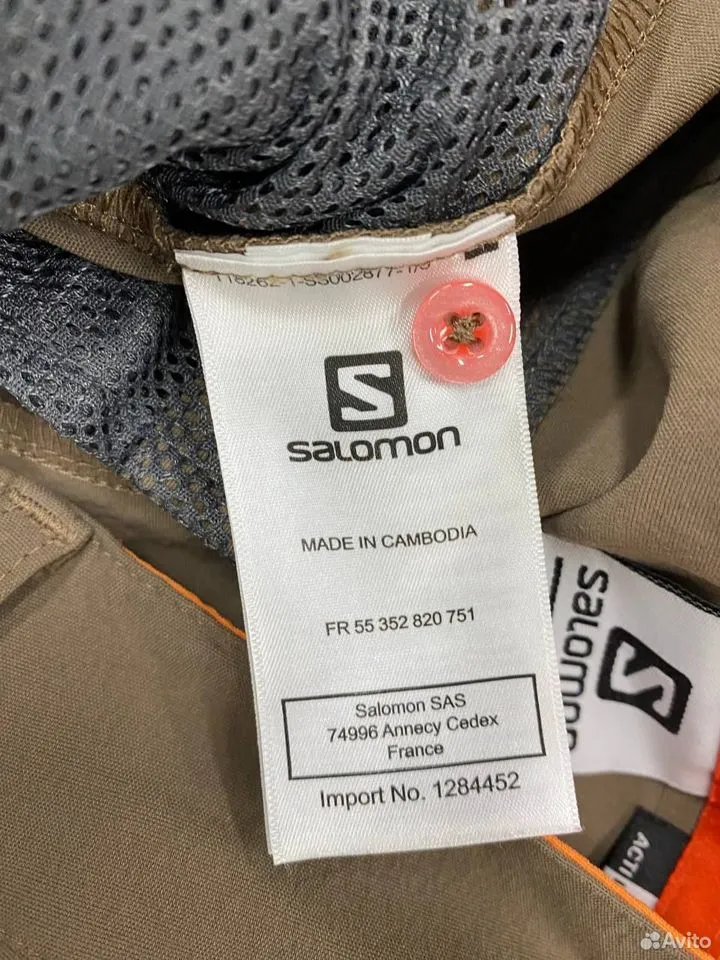 SALOMON
MADE IN CAMBODIA
FR 55 352 820 751
Salomon SAS
74996 Annecy Cedex
France
Import No. 1284452
salomon
ACTI
Avito